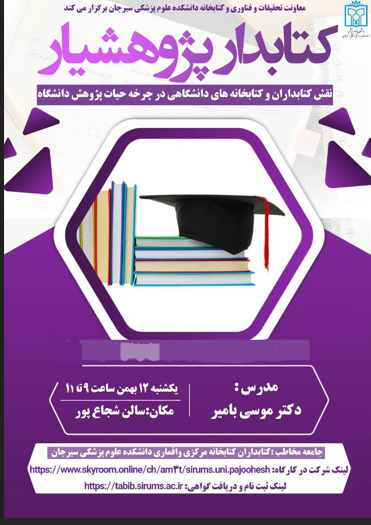 معاونت تحقیقات و فناوری و کتابخانه دانشکده علوم پزشکی سیرجان برگزار می کند
کتابدار پژوهشیار
نقش کتابداران و کتابخانه های دانشگاهی در چرخه حیات پژوهش دانشگاه
مدرس:
دکتر موسی بامیر
یکشنبه ۱۲ بهمن ساعت ۹ تا ۱۱
مکان:سالن شجاع پور
جامعه مخاطب :کتابداران کتابخانه مرکزی واقماری دانشکده علوم پزشکی سیرجان
لینک شرکت در کارگاه: https://www.skyroom.online/ch/am3t/sirums.uni.pajoohesh
لینک ثبت نام و دریافت گواهی: https://tabib.sirums.ac.ir